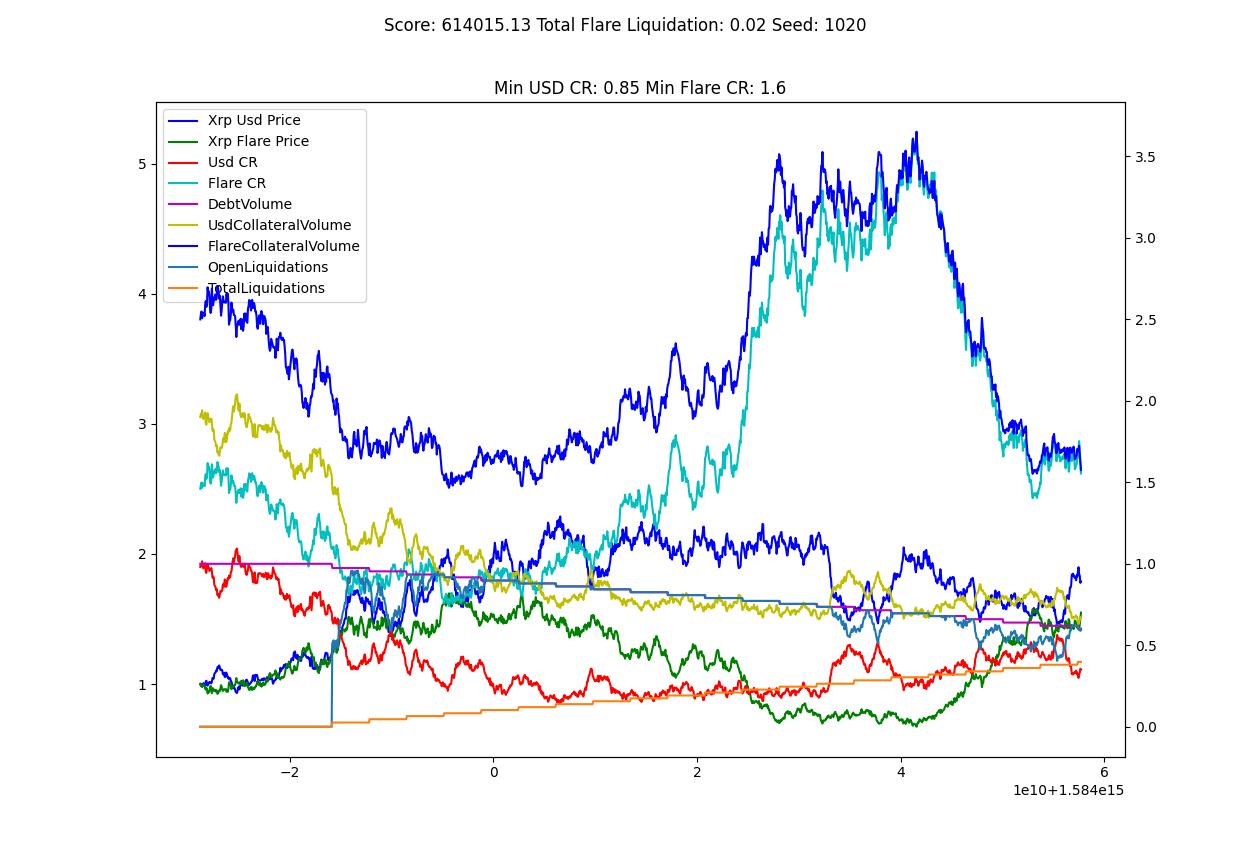 Score: 614015.13 Total Flare Liquidation: 0.02 Seed: 1020
Min USD CR: 0.85 Min Flare CR: 1.6
Xrp Usd Price
Xrp Flare Price
Usd CR
Flare CR
DebtVolume
UsdCollateralVolume
FlareCollateralVolume
OpenLiquidations
TotalLiquidations
5
4
3
2
1
3.5
3.0
2.5
2.0
1.5
1.0
0.5
0.0
−2 0 2 4 6
1e10+1.584e15